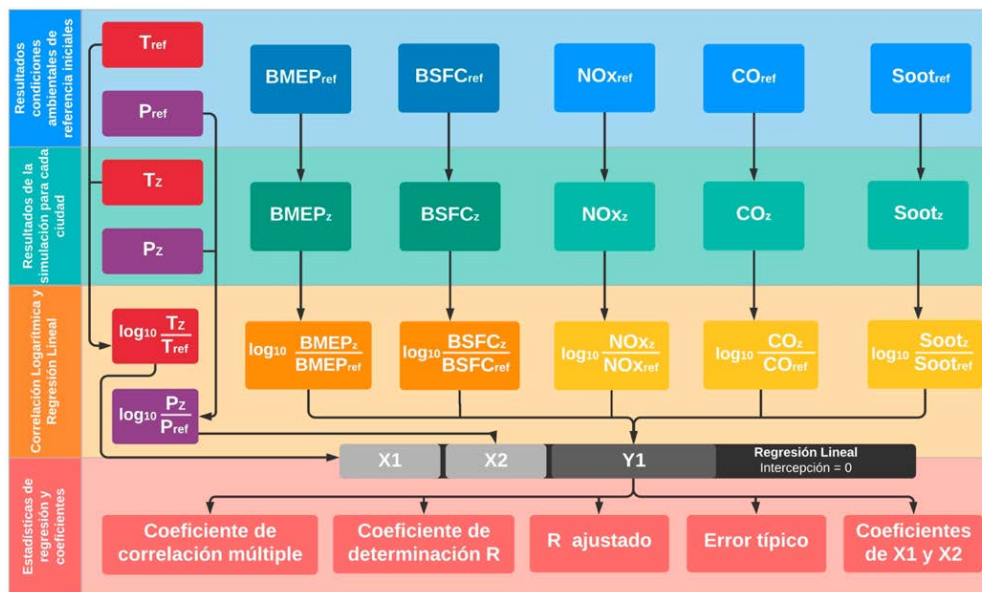 Resultados
condiciones
ambientales de
referencia iniciales
Tref
Pref
BMEPref
BSFCref
NOxref
COref
Sootref
Resultados de la
simulación para cada
ciudad
Tz
Pz
BMEPz
BSFCz
NOxz
COz
Sootz
Correlación Logarítmica y
Regresión Lineal
log10 Tz/Tref
log10 Pz/Pref
log10 BMEPz/BMEPref
log10 BSFCz/BSFCref
log10 NOxz/NOxref
log10 COz/COref
log10 Sootz/Sootref
X1
X2
Y1
Regresión Lineal
Intercepción = 0
Estadísticas de
regresión y
coeficientes
Coeficiente de
correlación múltiple
Coeficiente de
determinación R
R ajustado
Error típico
Coeficientes
de X1 y X2